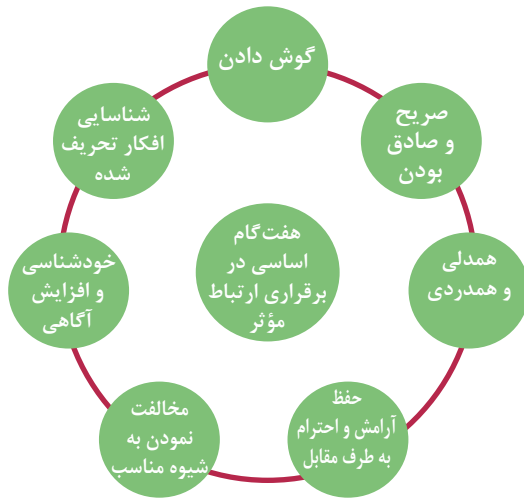 هفت گام
اساسی در
برقراری ارتباط
مؤثر
گوش دادن
صریح
و صادق
بودن
همدلی
و همدردی
حفظ
آرامش و احترام
به طرف مقابل
مخالفت
نمودن به
شیوه مناسب
خودشناسی
و افزایش
آگاهی
شناسایی
افکار تحریف
شده